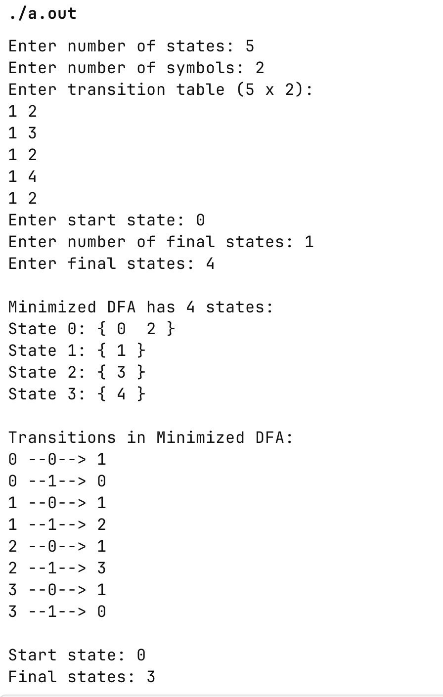 ./a.out
Enter number of states: 5
Enter number of symbols: 2
Enter transition table (5 x 2):
1 2
1 3
1 2
1 4
1 2
Enter start state: 0
Enter number of final states: 1
Enter final states: 4

Minimized DFA has 4 states:
State 0: { 0  2 }
State 1: { 1 }
State 2: { 3 }
State 3: { 4 }

Transitions in Minimized DFA:
0 --0--> 1
0 --1--> 0
1 --0--> 1
1 --1--> 2
2 --0--> 1
2 --1--> 3
3 --0--> 1
3 --1--> 0

Start state: 0
Final states: 3